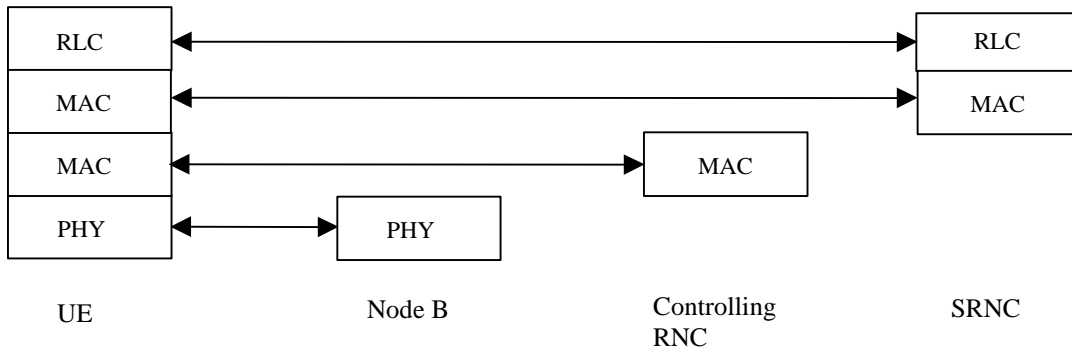 RLC
RLC
MAC
MAC
MAC
MAC
PHY
PHY
UE
Node B
Controlling
RNC
SRNC